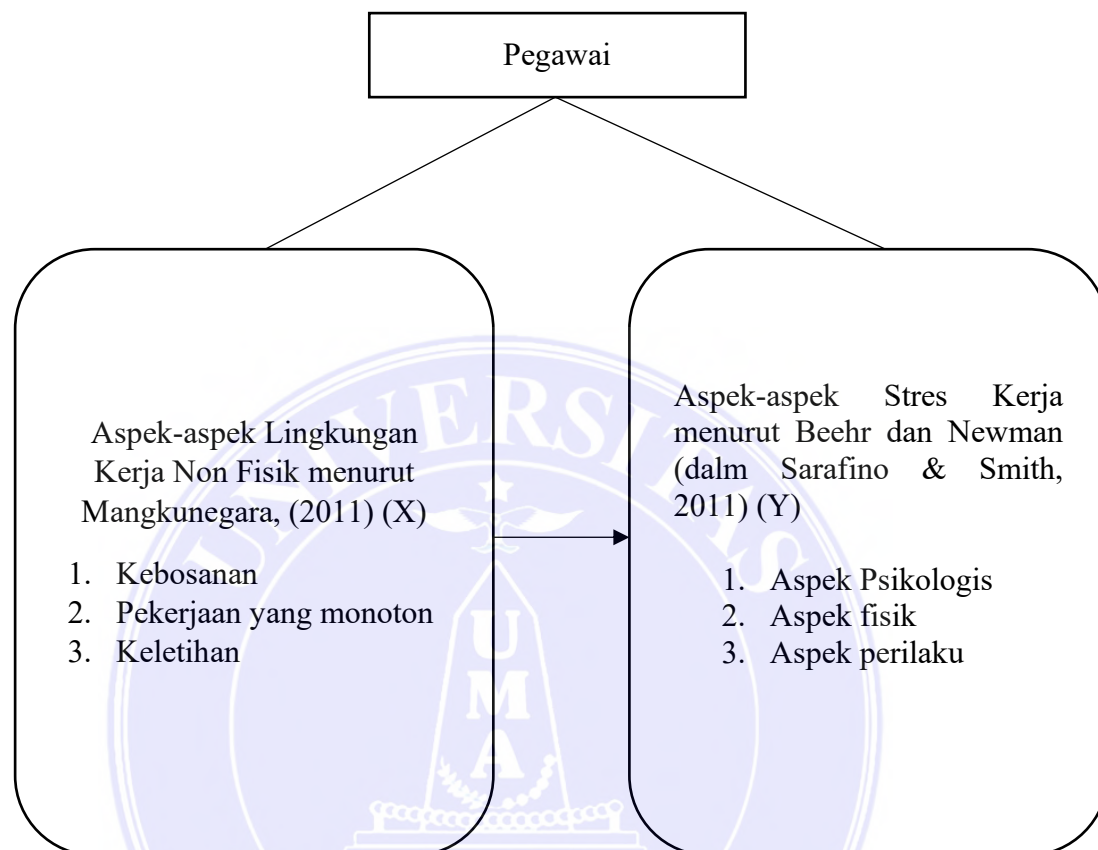 Pegawai
Aspek-aspek Lingkungan
Kerja Non Fisik menurut
Mangkunegara, (2011) (X)
1. Kebosanan
2. Pekerjaan yang monoton
3. Keletihan
Aspek-aspek Stres Kerja
menurut Beehr dan Newman
(dalm Sarafino & Smith,
2011) (Y)
1. Aspek Psikologis
2. Aspek fisik
3. Aspek perilaku
UNIVERSITAS
UMA